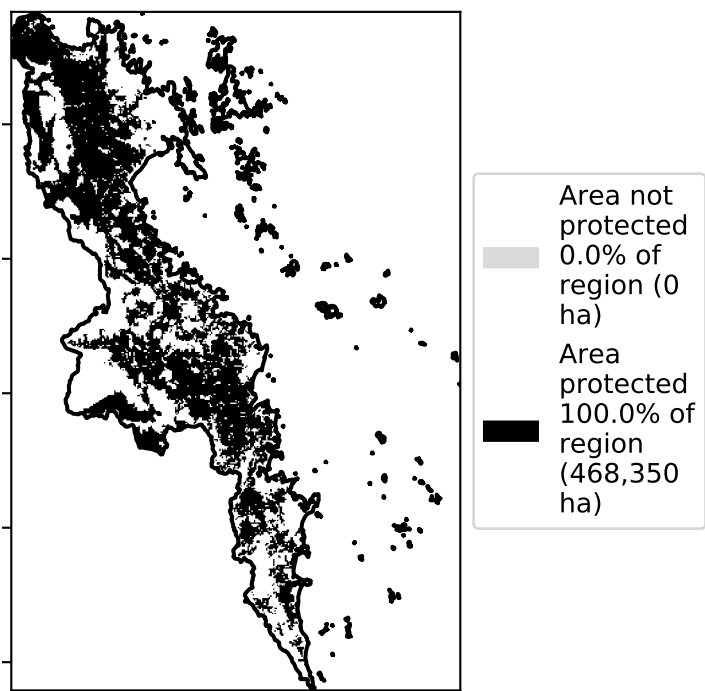 Area not
protected
0.0% of
region (0
ha)
Area
protected
100.0% of
region
(468,350
ha)